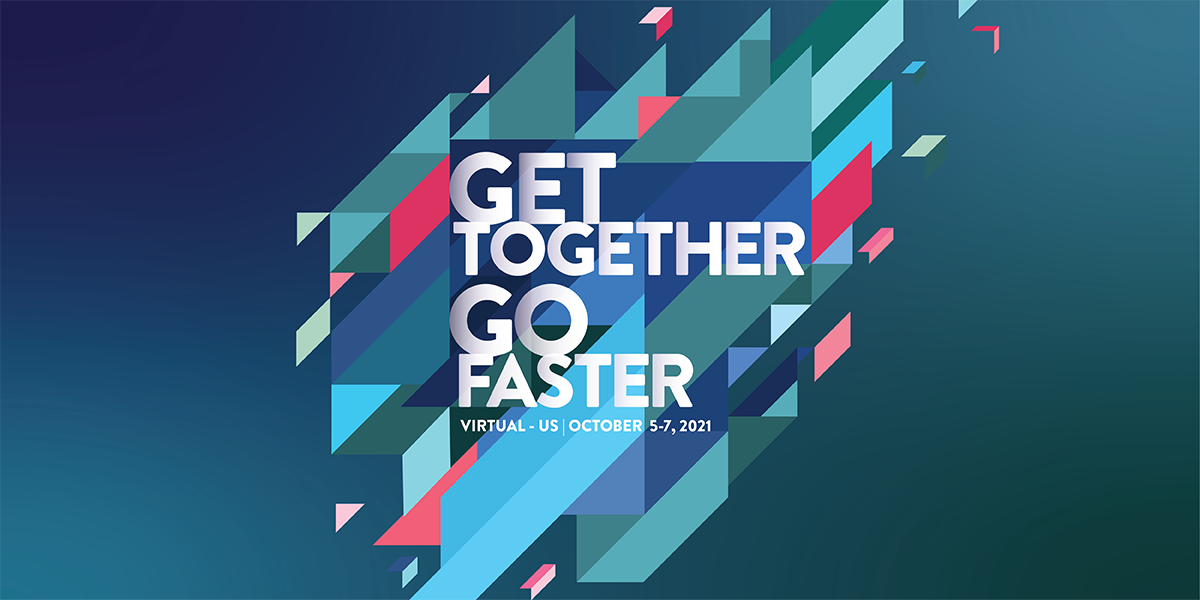 GET
TOGETHER
GO
FASTER
VIRTUAL - US | OCTOBER 5-7, 2021